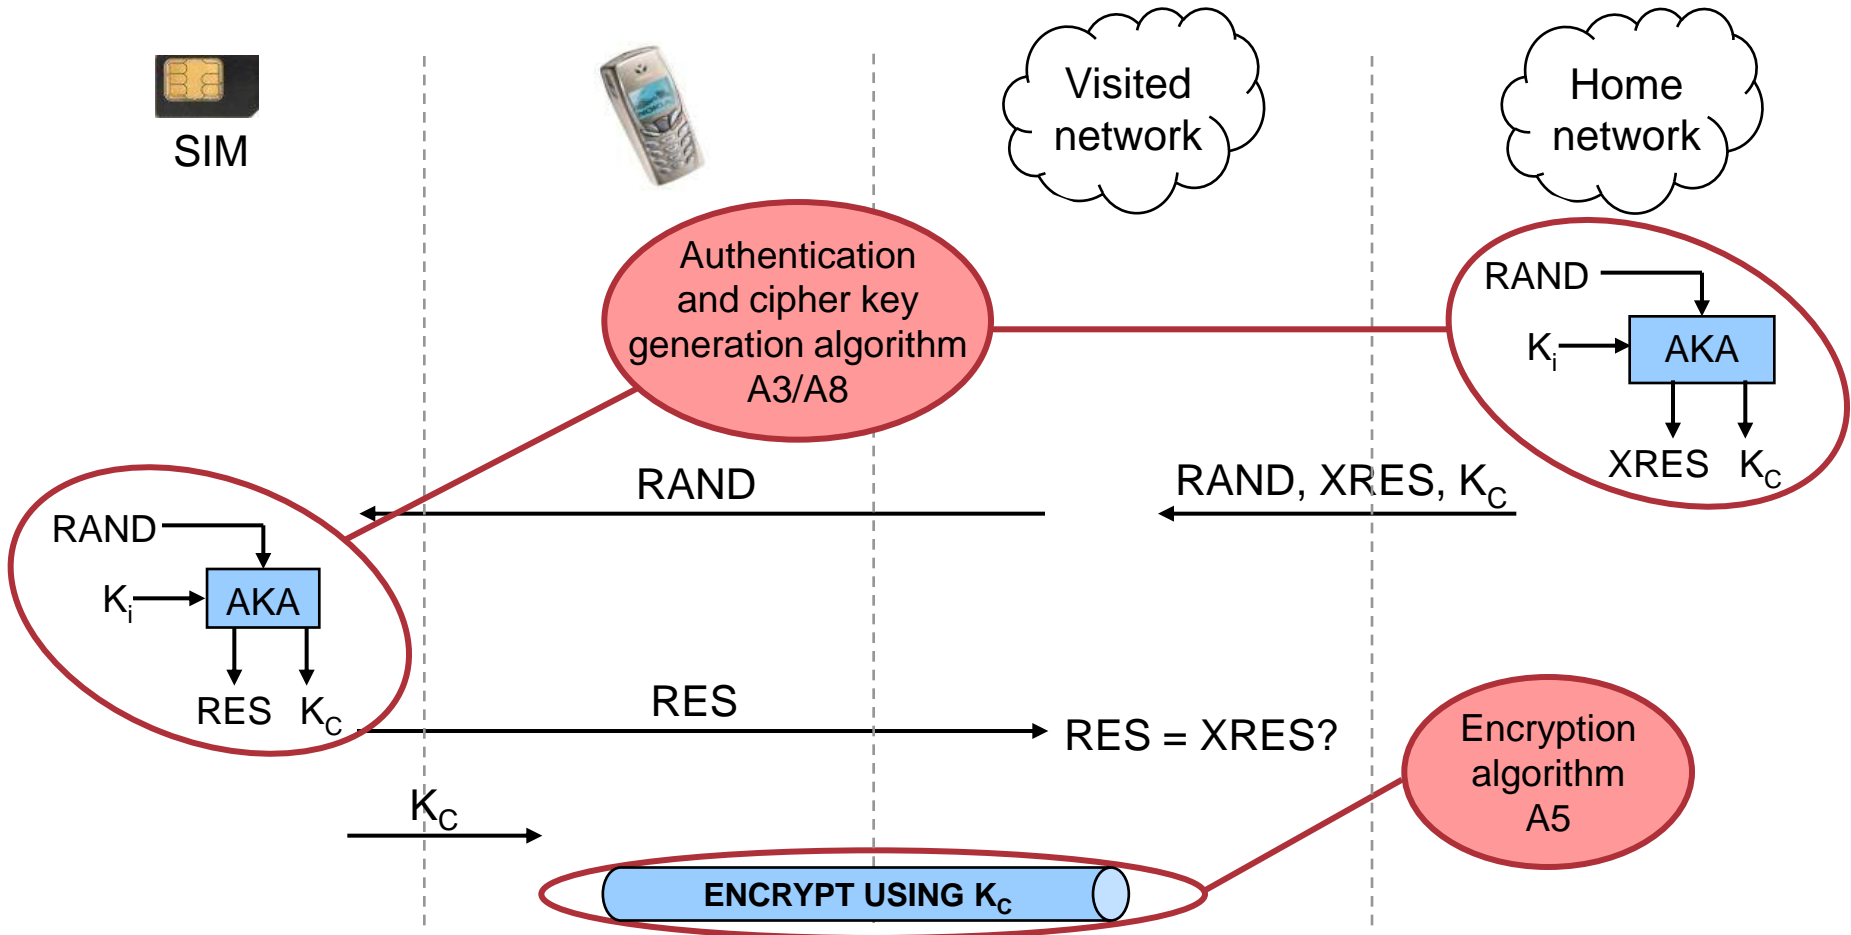 SIM
Visited
network
Home
network
Authentication
and cipher key
generation algorithm
A3/A8
RAND
Ki
AKA
XRES KC
RAND
RAND, XRES, KC
RAND
Ki
AKA
RES KC
RES
RES = XRES?
Encryption
algorithm
A5
KC
ENCRYPT USING KC